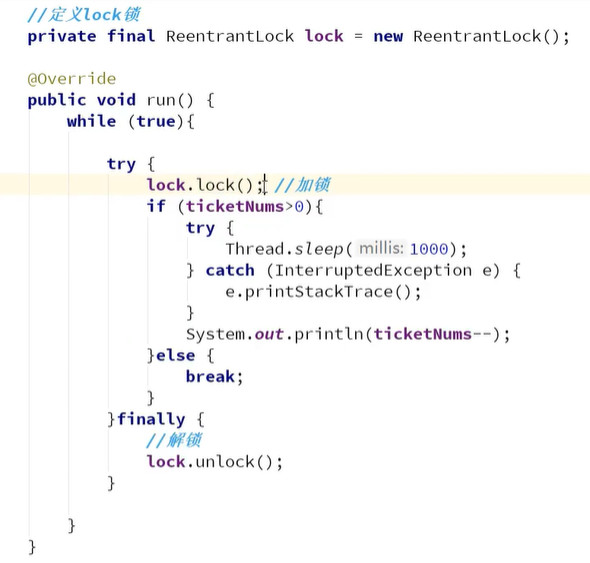 //定义lock锁
private final ReentrantLock lock = new ReentrantLock();
@Override
public void run() {
while (true){
try {
lock.lock(); //加锁
if (ticketNums>0){
try {
Thread.sleep( millis: 1000);
} catch (InterruptedException e) {
e.printStackTrace();
}
System.out.println(ticketNums--);
}else {
break;
}
}finally {
//解锁
lock.unlock();
}
}
}